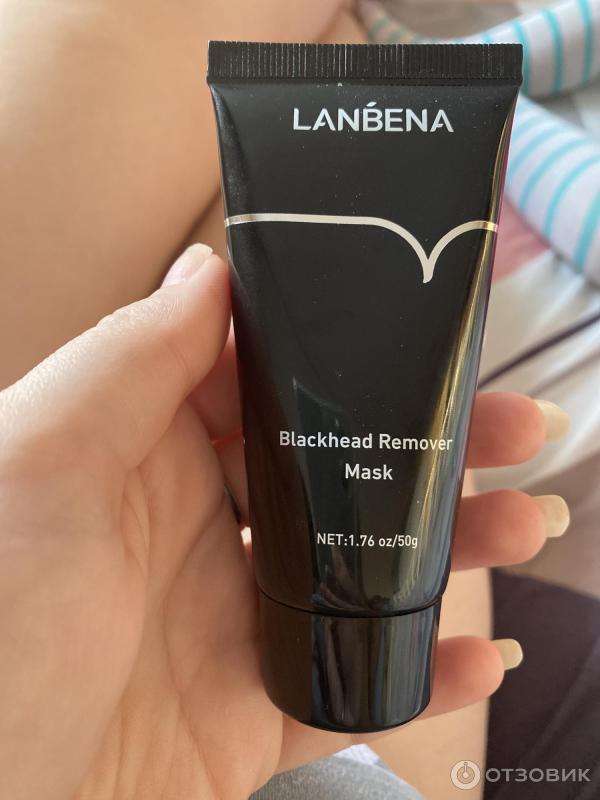 LANBENA
Blackhead Remover
Mask
NET:1.76 oz/50g
ОТЗОВИК